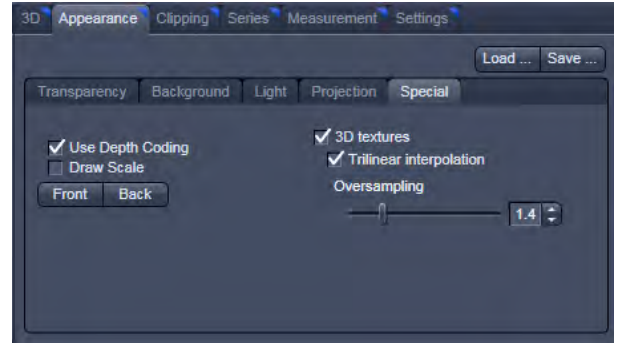 3D Appearance Clipping Series Measurement Settings
Load ... Save ...
Transparency Background Light Projection Special
Use Depth Coding
Draw Scale
Front Back
3D textures
Trilinear interpolation
Oversampling
1.4